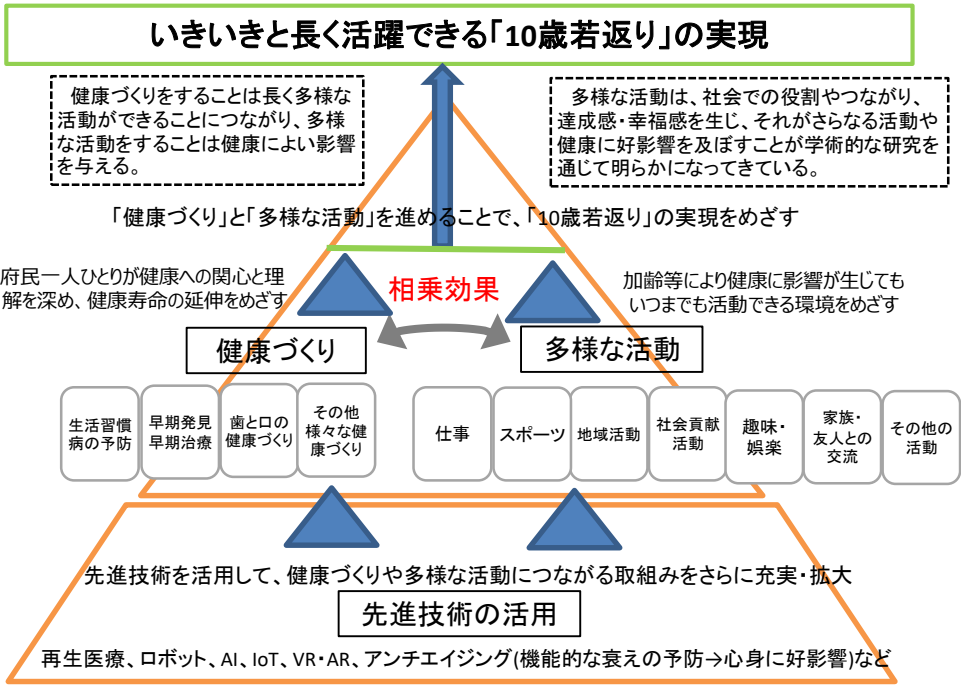 いきいきと長く活躍できる｢10歳若返り｣の実現
健康づくりをすることは長く多様な
活動ができることにつながり、多様
な活動をすることは健康によい影響
を与える。
多様な活動は、社会での役割やつながり、
達成感・幸福感を生じ、それがさらなる活動や
健康に好影響を及ぼすことが学術的な研究を
通じて明らかになってきている。
｢健康づくり｣と｢多様な活動｣を進めることで、｢10歳若返り｣の実現をめざす
府民一人ひとりが健康への関心と理
解を深め、健康寿命の延伸をめざす
相乗効果
加齢等により健康に影響が生じても
いつまでも活動できる環境をめざす
健康づくり
多様な活動
生活習慣
病の予防
早期発見
早期治療
歯と口の
健康づくり
その他
様々な健
康づくり
仕事
スポーツ
地域活動
社会貢献
活動
趣味・
娯楽
家族・
友人との
交流
その他の
活動
先進技術を活用して、健康づくりや多様な活動につながる取組みをさらに充実・拡大
先進技術の活用
再生医療、ロボット、AI、IoT、VR・AR、アンチエイジング(機能的な衰えの予防→心身に好影響)など